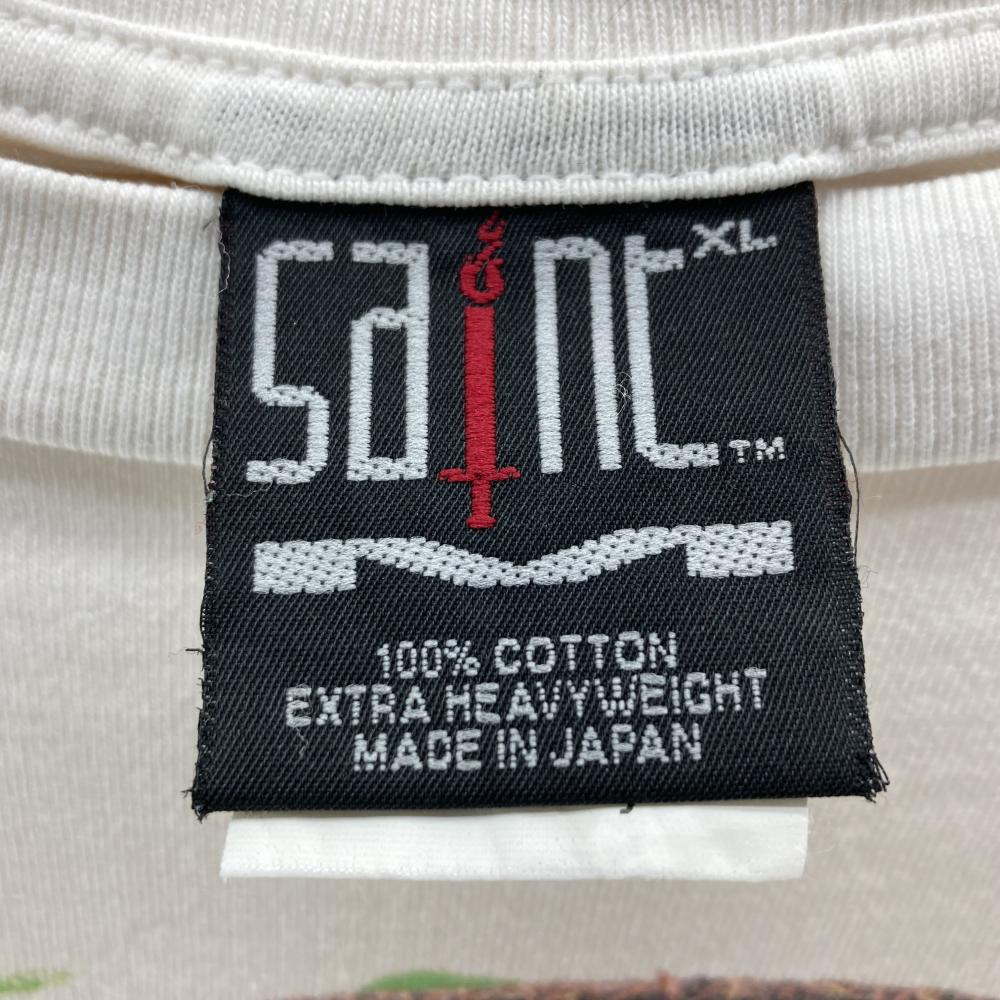 saint XL
TM
100% COTTON
EXTRA HEAVYWEIGHT
MADE IN JAPAN